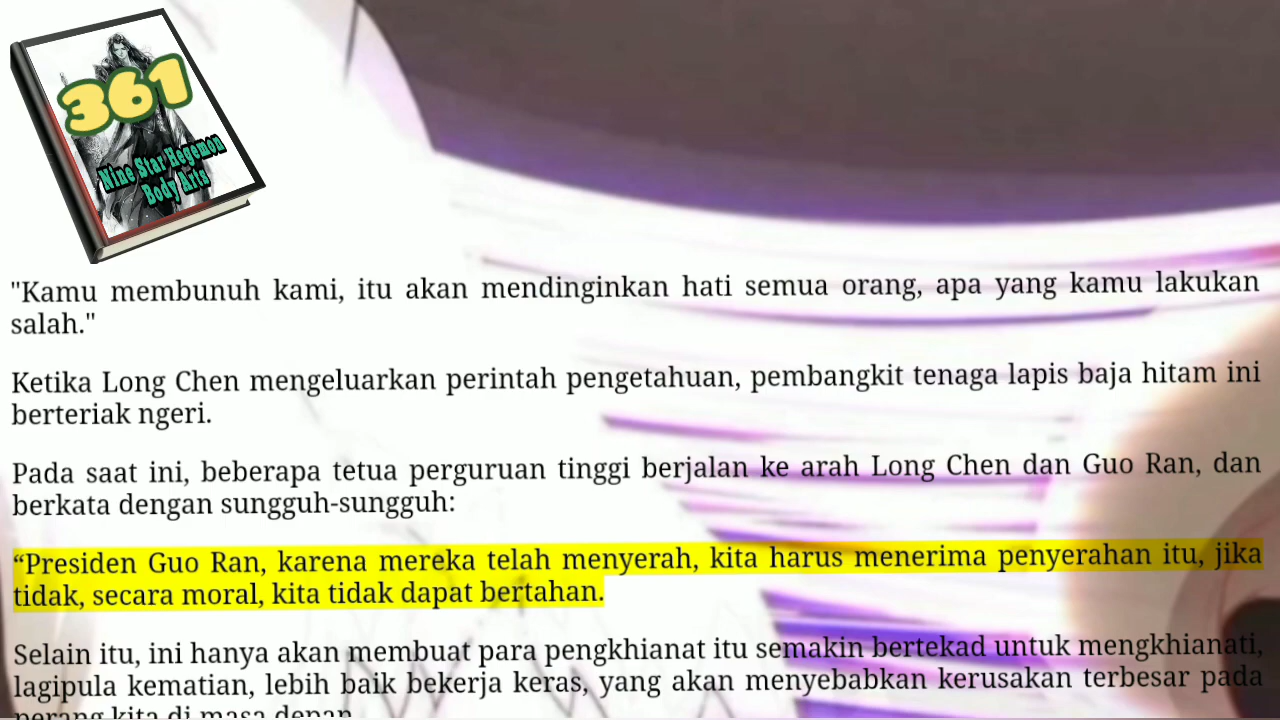 361
Nine Star Hegemon
Body Arts
"Kamu membunuh kami, itu akan mendinginkan hati semua orang, apa yang kamu lakukan
salah."
Ketika Long Chen mengeluarkan perintah pengetahuan, pembangkit tenaga lapis baja hitam ini
berteriak ngeri.
Pada saat ini, beberapa tetua perguruan tinggi berjalan ke arah Long Chen dan Guo Ran, dan
berkata dengan sungguh-sungguh:
“Presiden Guo Ran, karena mereka telah menyerah, kita harus menerima penyerahan itu, jika
tidak, secara moral, kita tidak dapat bertahan.
Selain itu, ini hanya akan membuat para pengkhianat itu semakin bertekad untuk mengkhianati,
lagipula kematian, lebih baik bekerja keras, yang akan menyebabkan kerusakan terbesar pada
perang kita di masa depan